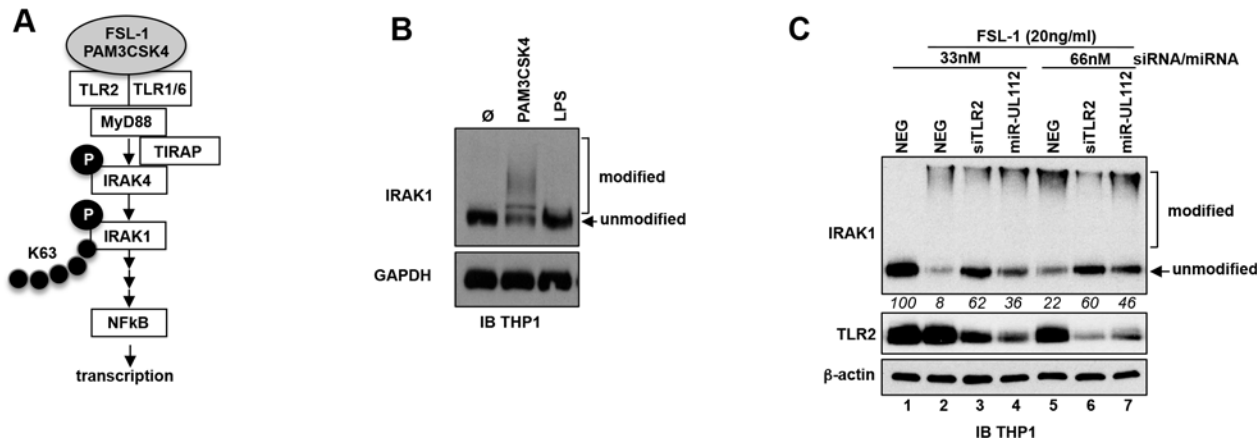 A
FSL-1
PAM3CSK4
TLR2 TLR1/6
MyD88
TIRAP
P
IRAK4
P
IRAK1
K63
NFkB
transcription
B
Ø PAM3CSK4 LPS
IRAK1
modified
unmodified
GAPDH
IB THP1
C
FSL-1 (20ng/ml)
33nM 66nM siRNA/miRNA
NEG NEG siTLR2 miR-UL112 NEG siTLR2 miR-UL112
IRAK1
modified
unmodified
100 8 62 36 22 60 46
TLR2
β-actin
1 2 3 4 5 6 7
IB THP1